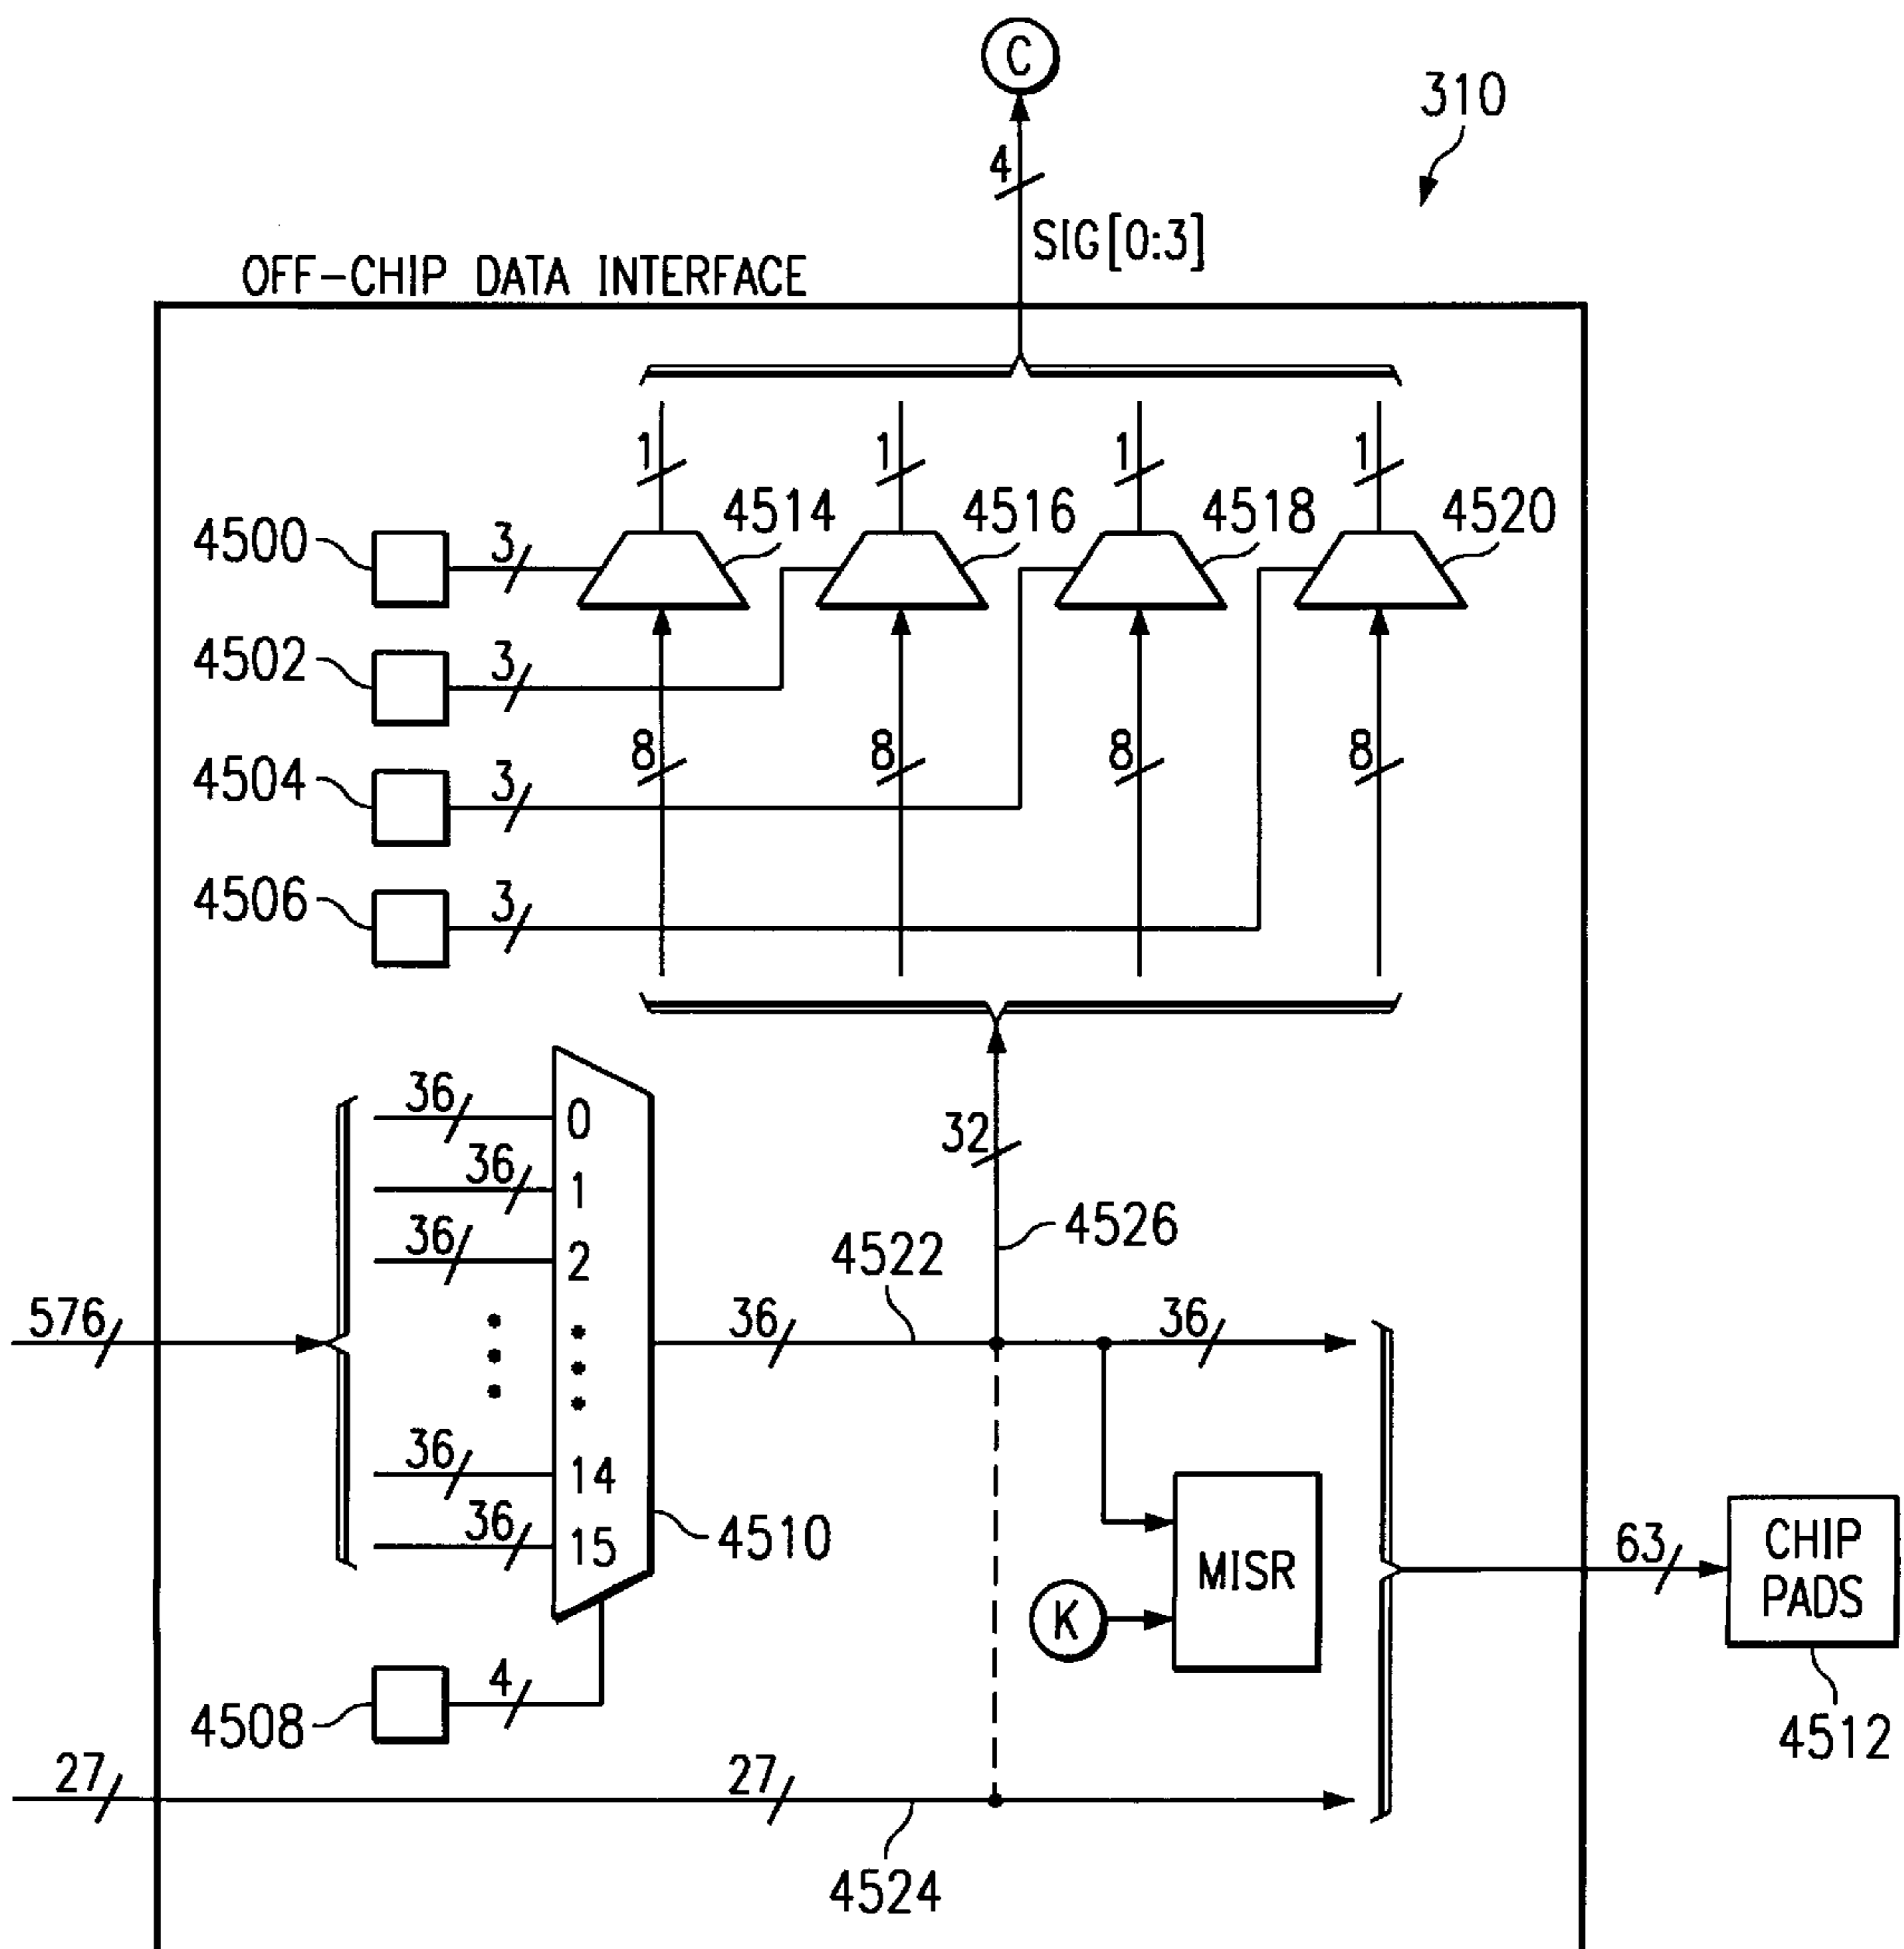 C
310
4
SIG[0:3]
OFF-CHIP DATA INTERFACE
1 1 1 1
4514 4516 4518 4520
4500 3
4502 3
8 8 8 8
4504 3
4506 3
36 0
32
36 1
4526
36 2
4522
576 36 36
36 14
4510
36 15
MISR
63
CHIP
PADS
K
4508 4
4512
27 27
4524